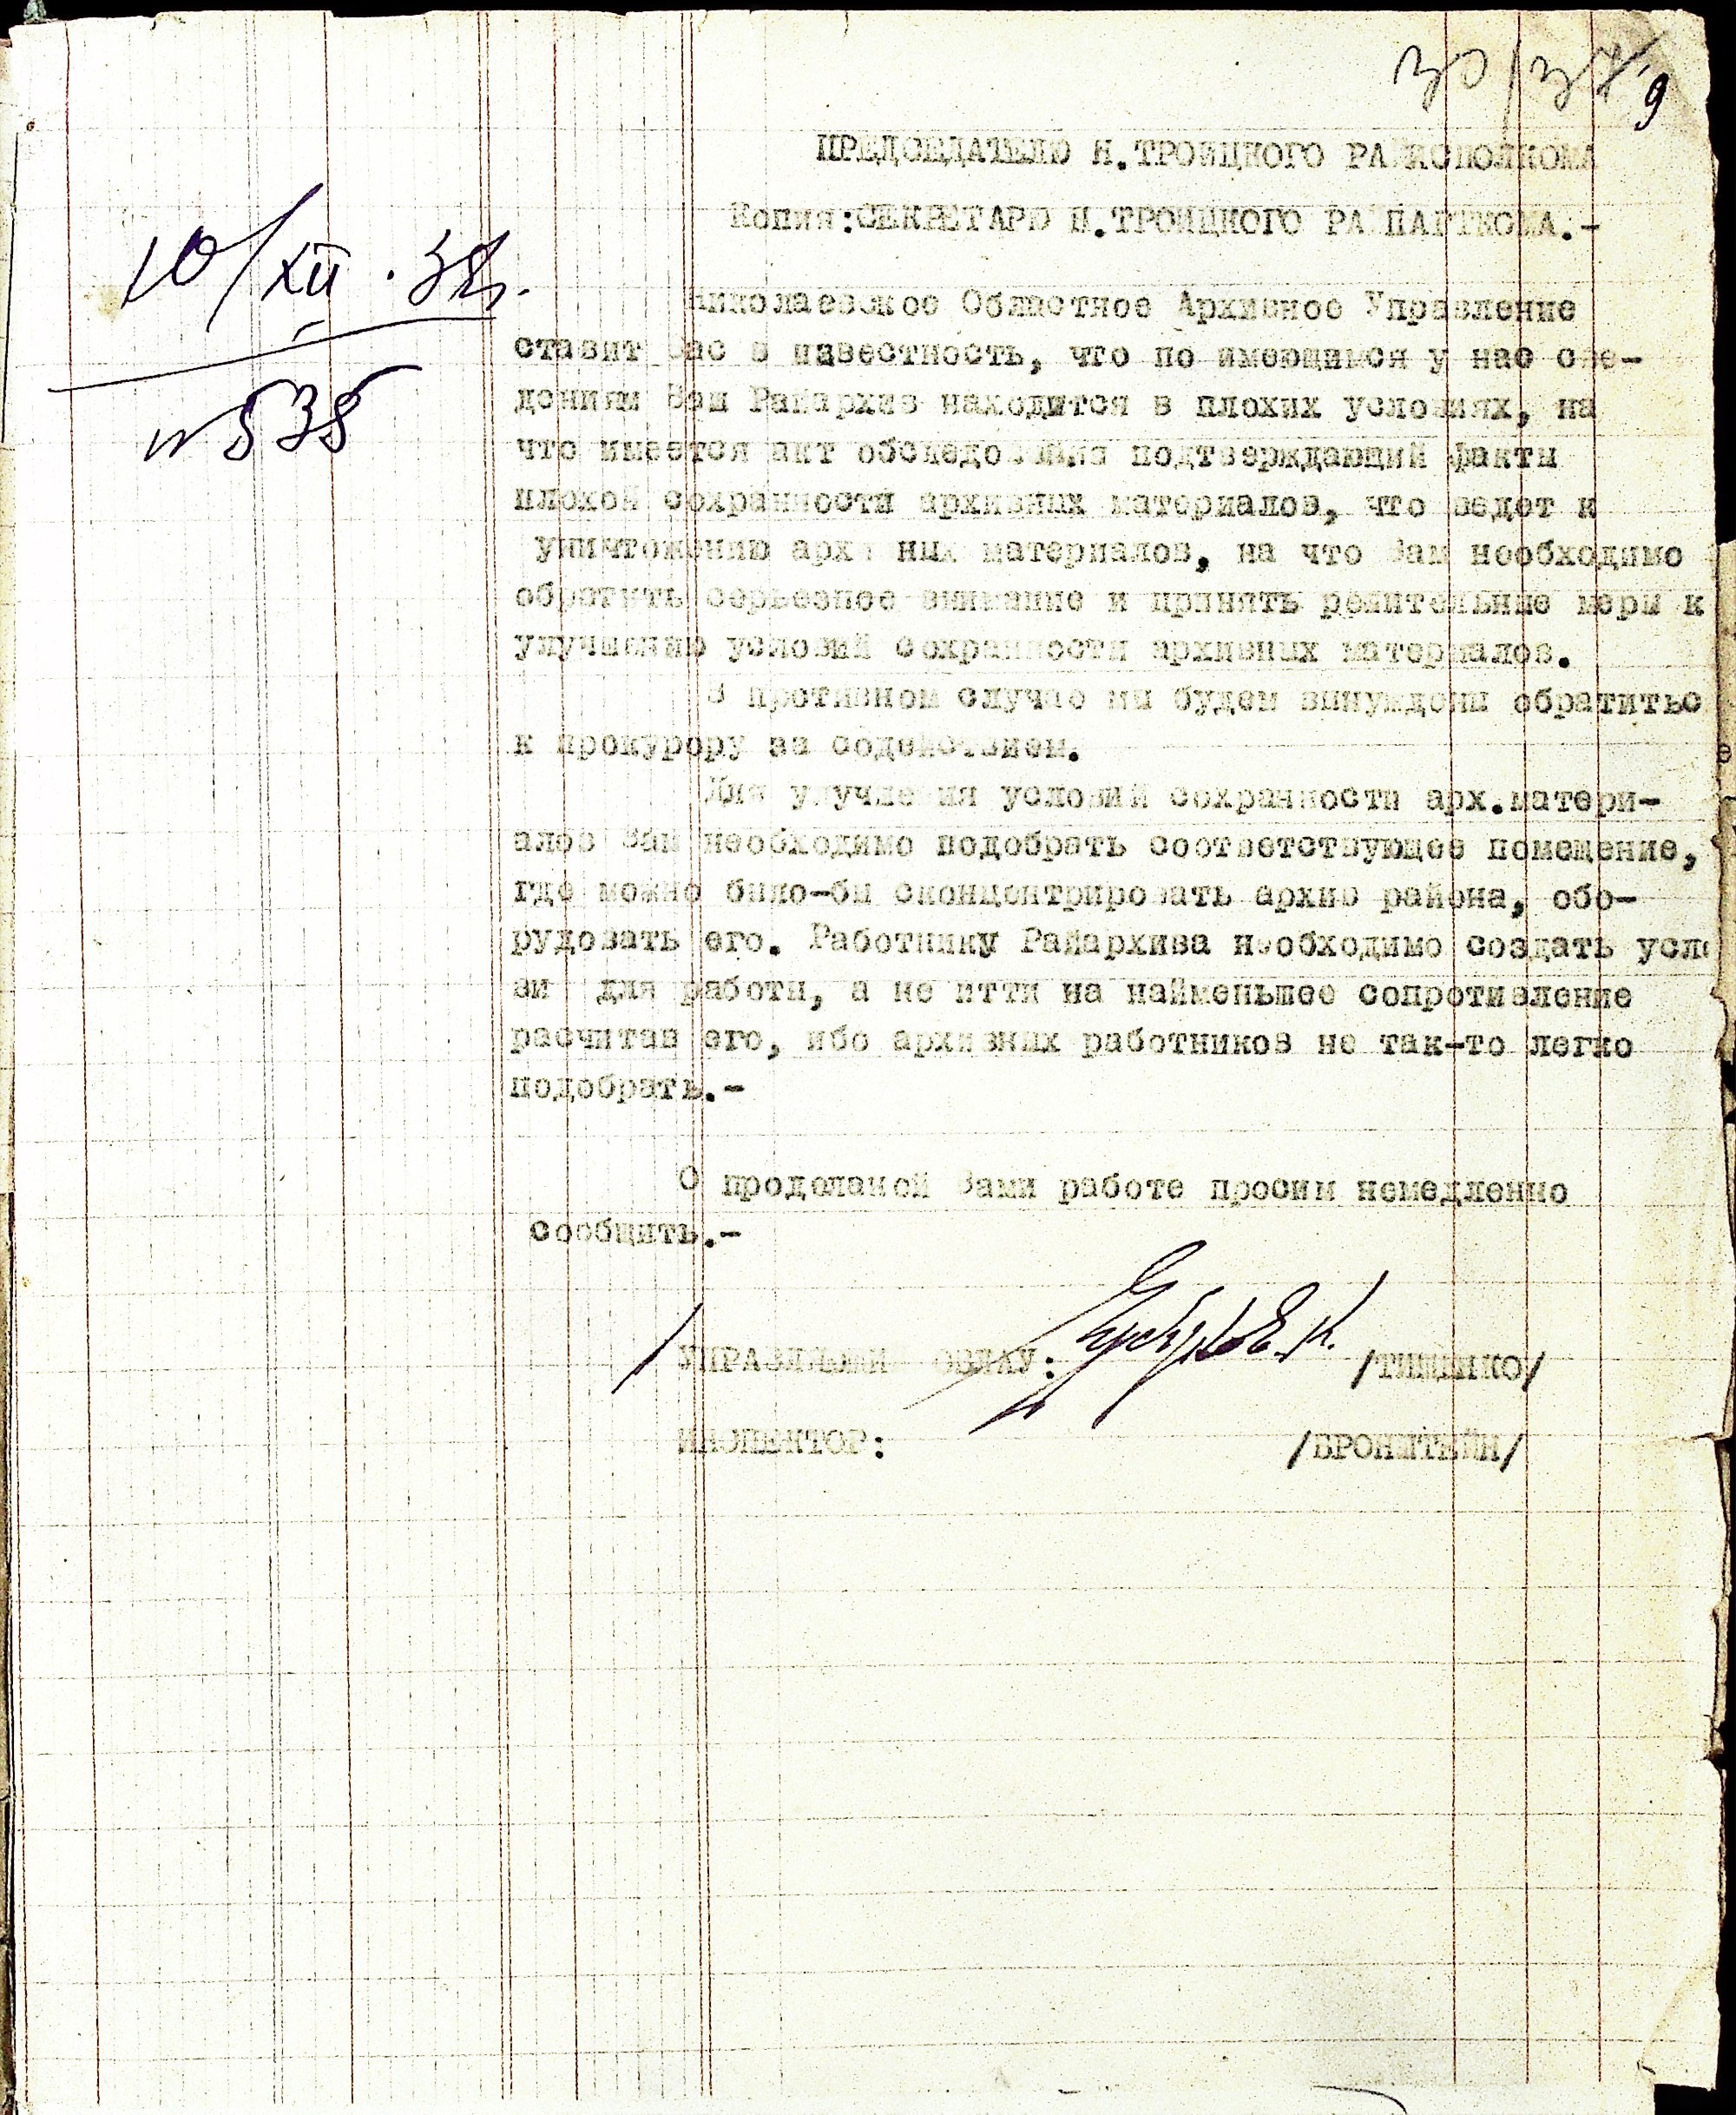 30/37 9
ПРЕДСЕДАТЕЛЮ Н.ТРОИЦКОГО РАЙИСПОЛКОМА
Копия:СЕКРЕТАРЮ Н.ТРОИЦКОГО РАЙПАРТКОМА.-
10/XII.38г.
№538
Николаевское Областное Архивное Управление
ставит Вас в известность, что по имеющимся у нас све-
дениям Ваш Райархив находится в плохих условиях, на
что имеется акт обследования подтверждающий факты
плохой сохранности архивных материалов, что ведет к
уничтожению архивных материалов, на что Вам необходимо
обратить серьезное внимание и принять решительные меры к
улучшению условий сохранности архивных материалов.
В противном случае мы будем вынуждены обратитьс
к прокурору за содействием.
Для улучшения условий сохранности арх.матери-
алов Вам необходимо подобрать соответствующее помещение,
где можно было-бы сконцентрировать архив района, обо-
рудовать его. Работнику Райархива необходимо создать усло
ви для работы, а не итти на найменьшее сопротивление
расчитав его, ибо архивных работников не так-то легко
подобрать.-
О проделаной Вами работе просим немедленно
сообщить.-
/ УПРАВЛЯЮЩИЙ ОБЛАУ: /ТИЩЕНКО/
ИНСПЕКТОР: /БРОНШТЕЙН/